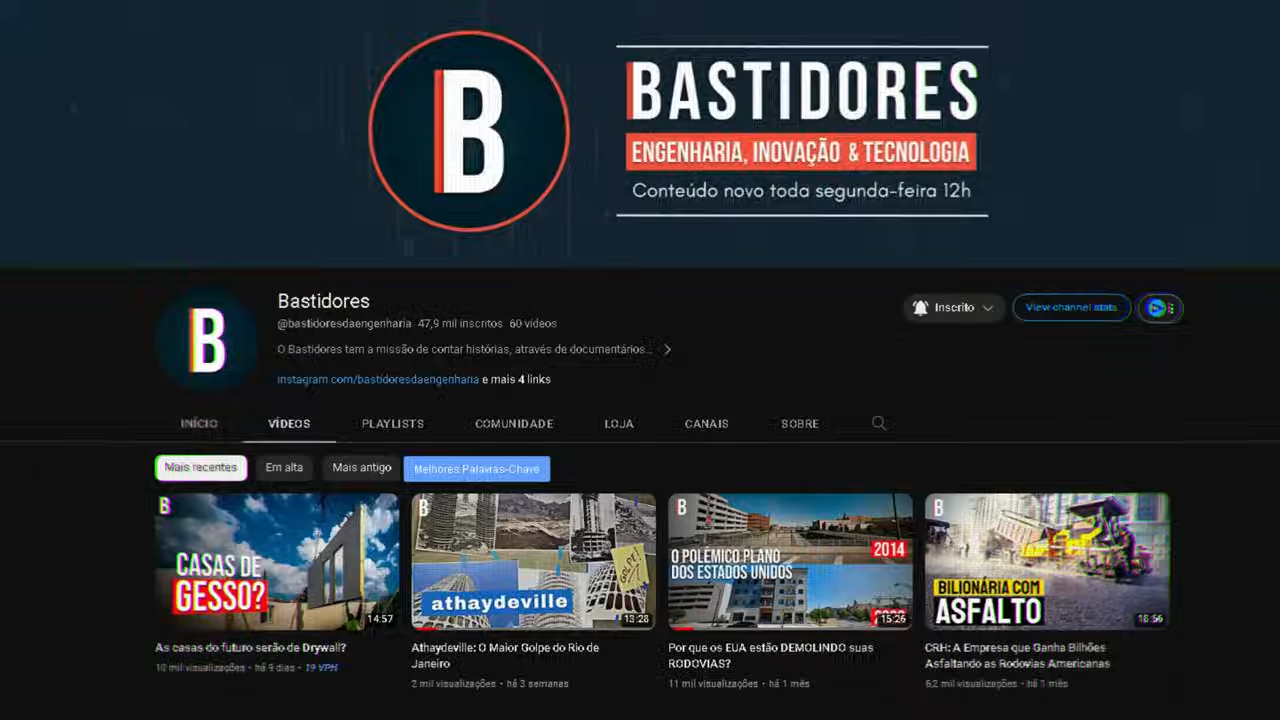 B
BASTIDORES
ENGENHARIA, INOVAÇÃO & TECNOLOGIA
Conteúdo novo toda segunda-feira 12h
B
Bastidores
@bastidoresdaengenharia 47,9 mil inscritos 60 vídeos
O Bastidores tem a missão de contar histórias, através de documentários...
instagram.com/bastidoresdaengenharia e mais 4 links
Inscrito
View channel stats
INÍCIO VÍDEOS PLAYLISTS COMUNIDADE LOJA CANAIS SOBRE
Mais recentes Em alta Mais antigo Melhores Palavras-Chave
B
CASAS DE
GESSO?
14:57
As casas do futuro serão de Drywall?
10 mil visualizações • há 9 dias • 19 VPH
B
GOLPE!
athaydeville
13:28
Athaydeville: O Maior Golpe do Rio de
Janeiro
2 mil visualizações • há 3 semanas
B
2014
O POLÊMICO PLANO
DOS ESTADOS UNIDOS
15:26
Por que os EUA estão DEMOLINDO suas
RODOVIAS?
11 mil visualizações • há 1 mês
B
BILIONÁRIA COM
ASFALTO
18:56
CRH: A Empresa que Ganha Bilhões
Asfaltando as Rodovias Americanas
6,2 mil visualizações • há 1 mês